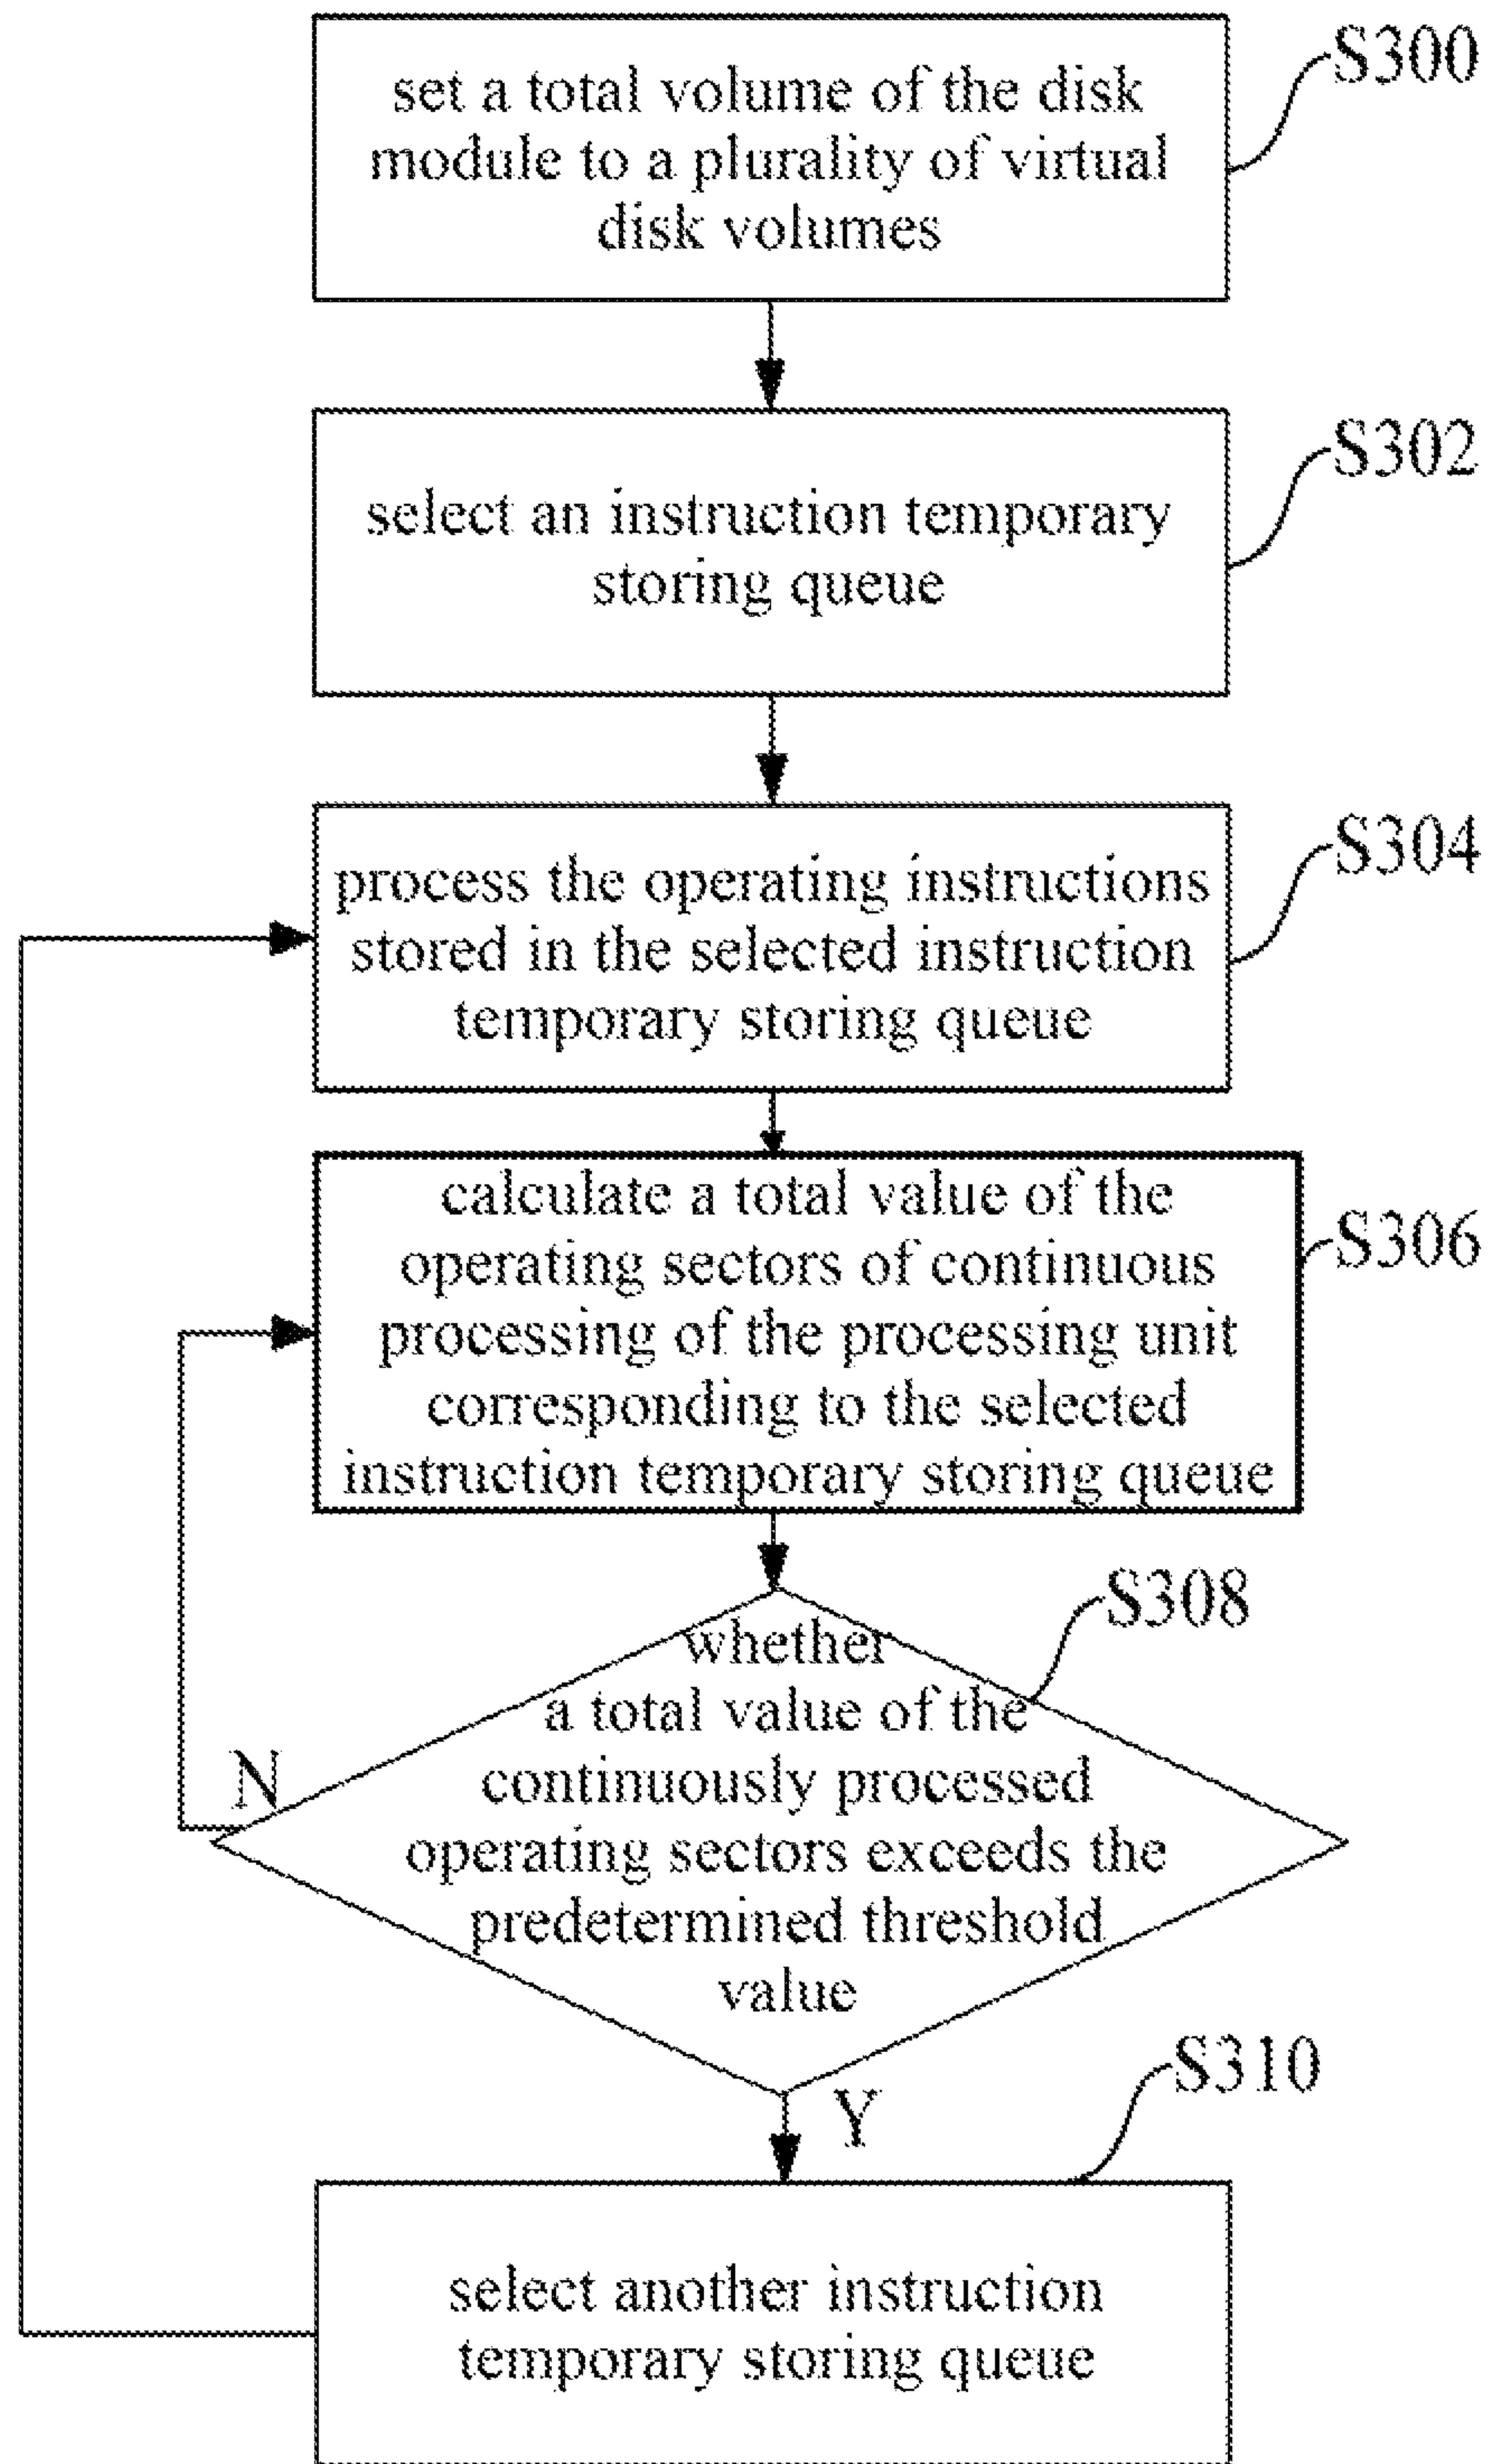 S300
set a total volume of the disk
module to a plurality of virtual
disk volumes
S302
select an instruction temporary
storing queue
S304
process the operating instructions
stored in the selected instruction
temporary storing queue
S306
calculate a total value of the
operating sectors of continuous
processing of the processing unit
corresponding to the selected
instruction temporary storing queue
S308
whether
a total value of the
continuously processed
operating sectors exceeds the
predetermined threshold
value
N
Y
S310
select another instruction
temporary storing queue